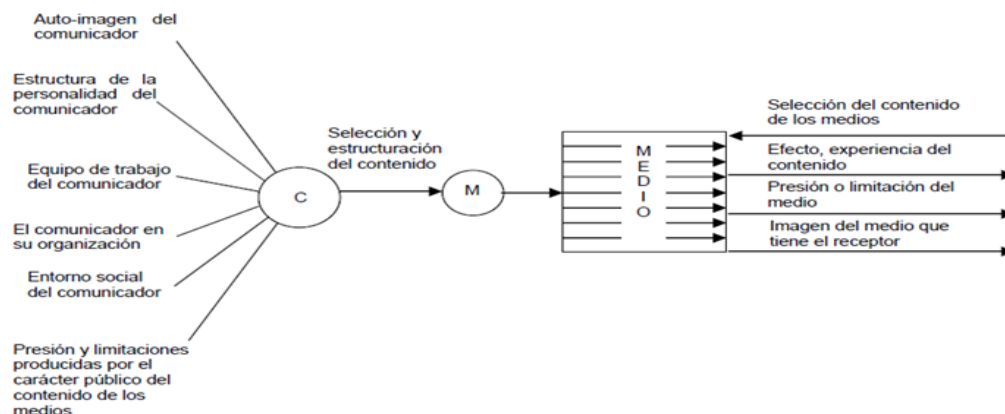 Auto-imagen del
comunicador
Estructura de la
personalidad del
comunicador
Equipo de trabajo
del comunicador
El comunicador en
su organización
Entorno social
del comunicador
Presión y limitaciones
producidas por el
carácter público del
contenido de los
medios
C
Selección y
estructuración
del contenido
M
M
E
D
I
O
Selección del contenido
de los medios
Efecto, experiencia del
contenido
Presión o limitación del
medio
Imagen del medio que
tiene el receptor